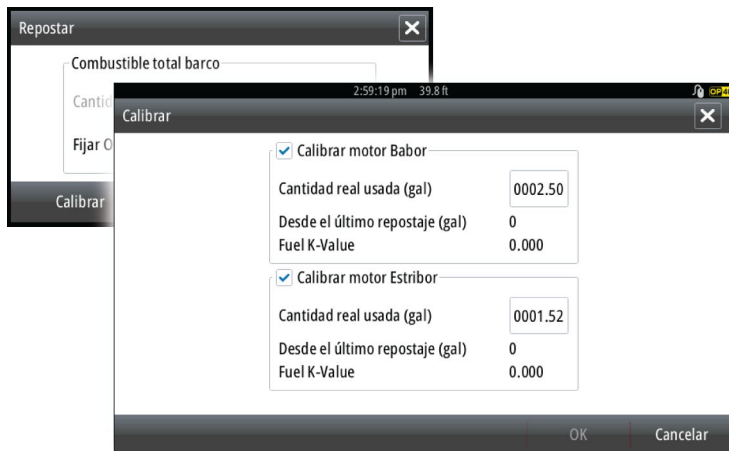 Repostar
Combustible total barco
Fijar
Calibrar
2:59:19 pm 39.8 ft
Calibrar
Calibrar motor Babor
Cantidad real usada (gal) 0002.50
Desde el último repostaje (gal) 0
Fuel K-Value 0.000
Calibrar motor Estribor
Cantidad real usada (gal) 0001.52
Desde el último repostaje (gal) 0
Fuel K-Value 0.000
OK Cancelar